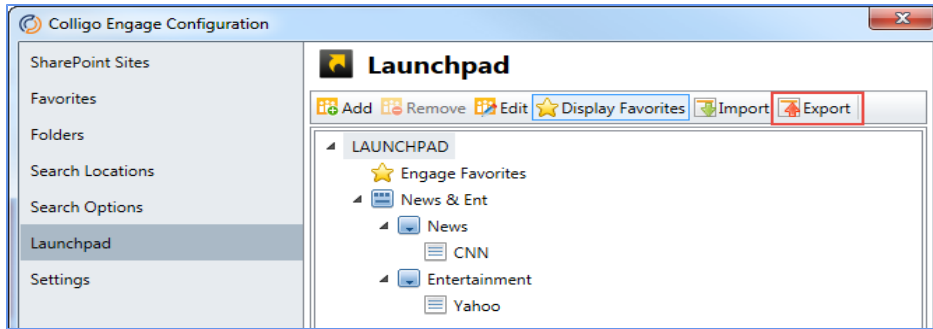 Colligo Engage Configuration
SharePoint Sites
Favorites
Folders
Search Locations
Search Options
Launchpad
Settings
Launchpad
Add Remove Edit Display Favorites Import Export
LAUNCHPAD
Engage Favorites
News & Ent
News
CNN
Entertainment
Yahoo